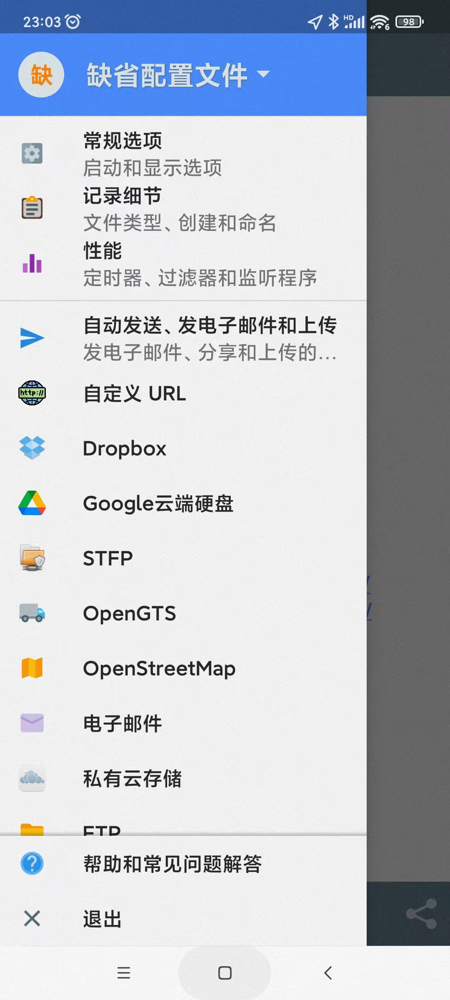 23:03
HD
6
98
缺
缺省配置文件
常规选项
启动和显示选项
记录细节
文件类型、创建和命名
性能
定时器、过滤器和监听程序
自动发送、发电子邮件和上传
发电子邮件、分享和上传的...
http://
自定义 URL
Dropbox
Google云端硬盘
STFP
OpenGTS
OpenStreetMap
电子邮件
私有云存储
FTP
帮助和常见问题解答
退出